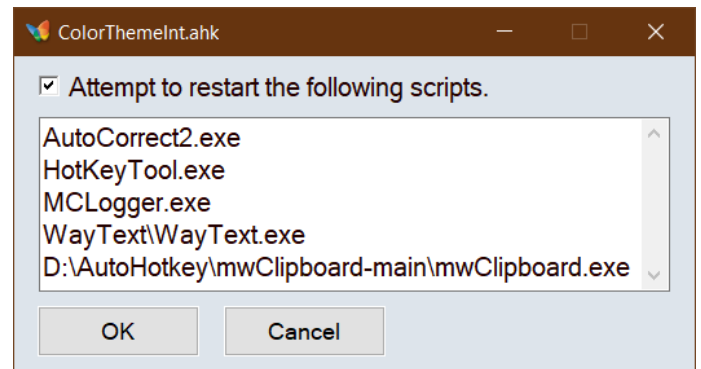 ColorThemeInt.ahk
Attempt to restart the following scripts.
AutoCorrect2.exe
HotKeyTool.exe
MCLogger.exe
WayText\WayText.exe
D:\AutoHotkey\mwClipboard-main\mwClipboard.exe
OK Cancel